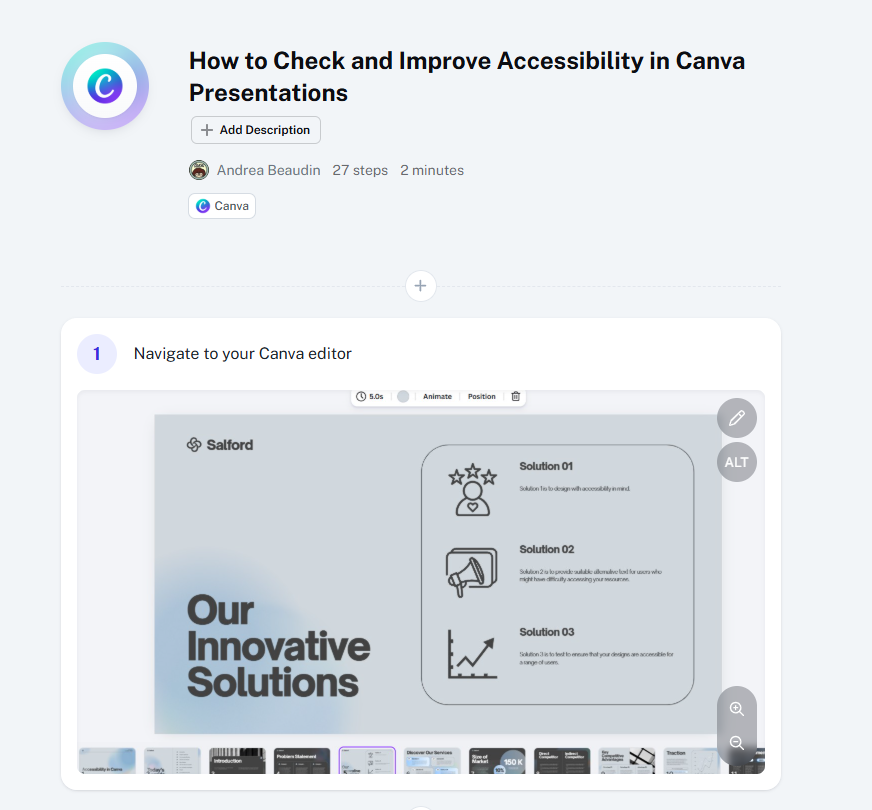 How to Check and Improve Accessibility in Canva
Presentations
+ Add Description
Andrea Beaudin 27 steps 2 minutes
Canva
1 Navigate to your Canva editor
5.0s Animate Position
ALT
Salford
Solution 01
Solution 1 is to design with accessibility in mind.
Solution 02
Solution 2 is to provide suitable alternative text for users who
might have difficulty accessing your resources.
Solution 03
Solution 3 is to test to ensure that your designs are accessible for
a range of users.
Our
Innovative
Solutions
Accessibility in Canva
Today's
Introduction
Problem Statement
Discover Our Services
Size of
Market
150 K
10%
Direct
Competitor
Indirect
Competitor
Key
Competitive
Advantages
Traction